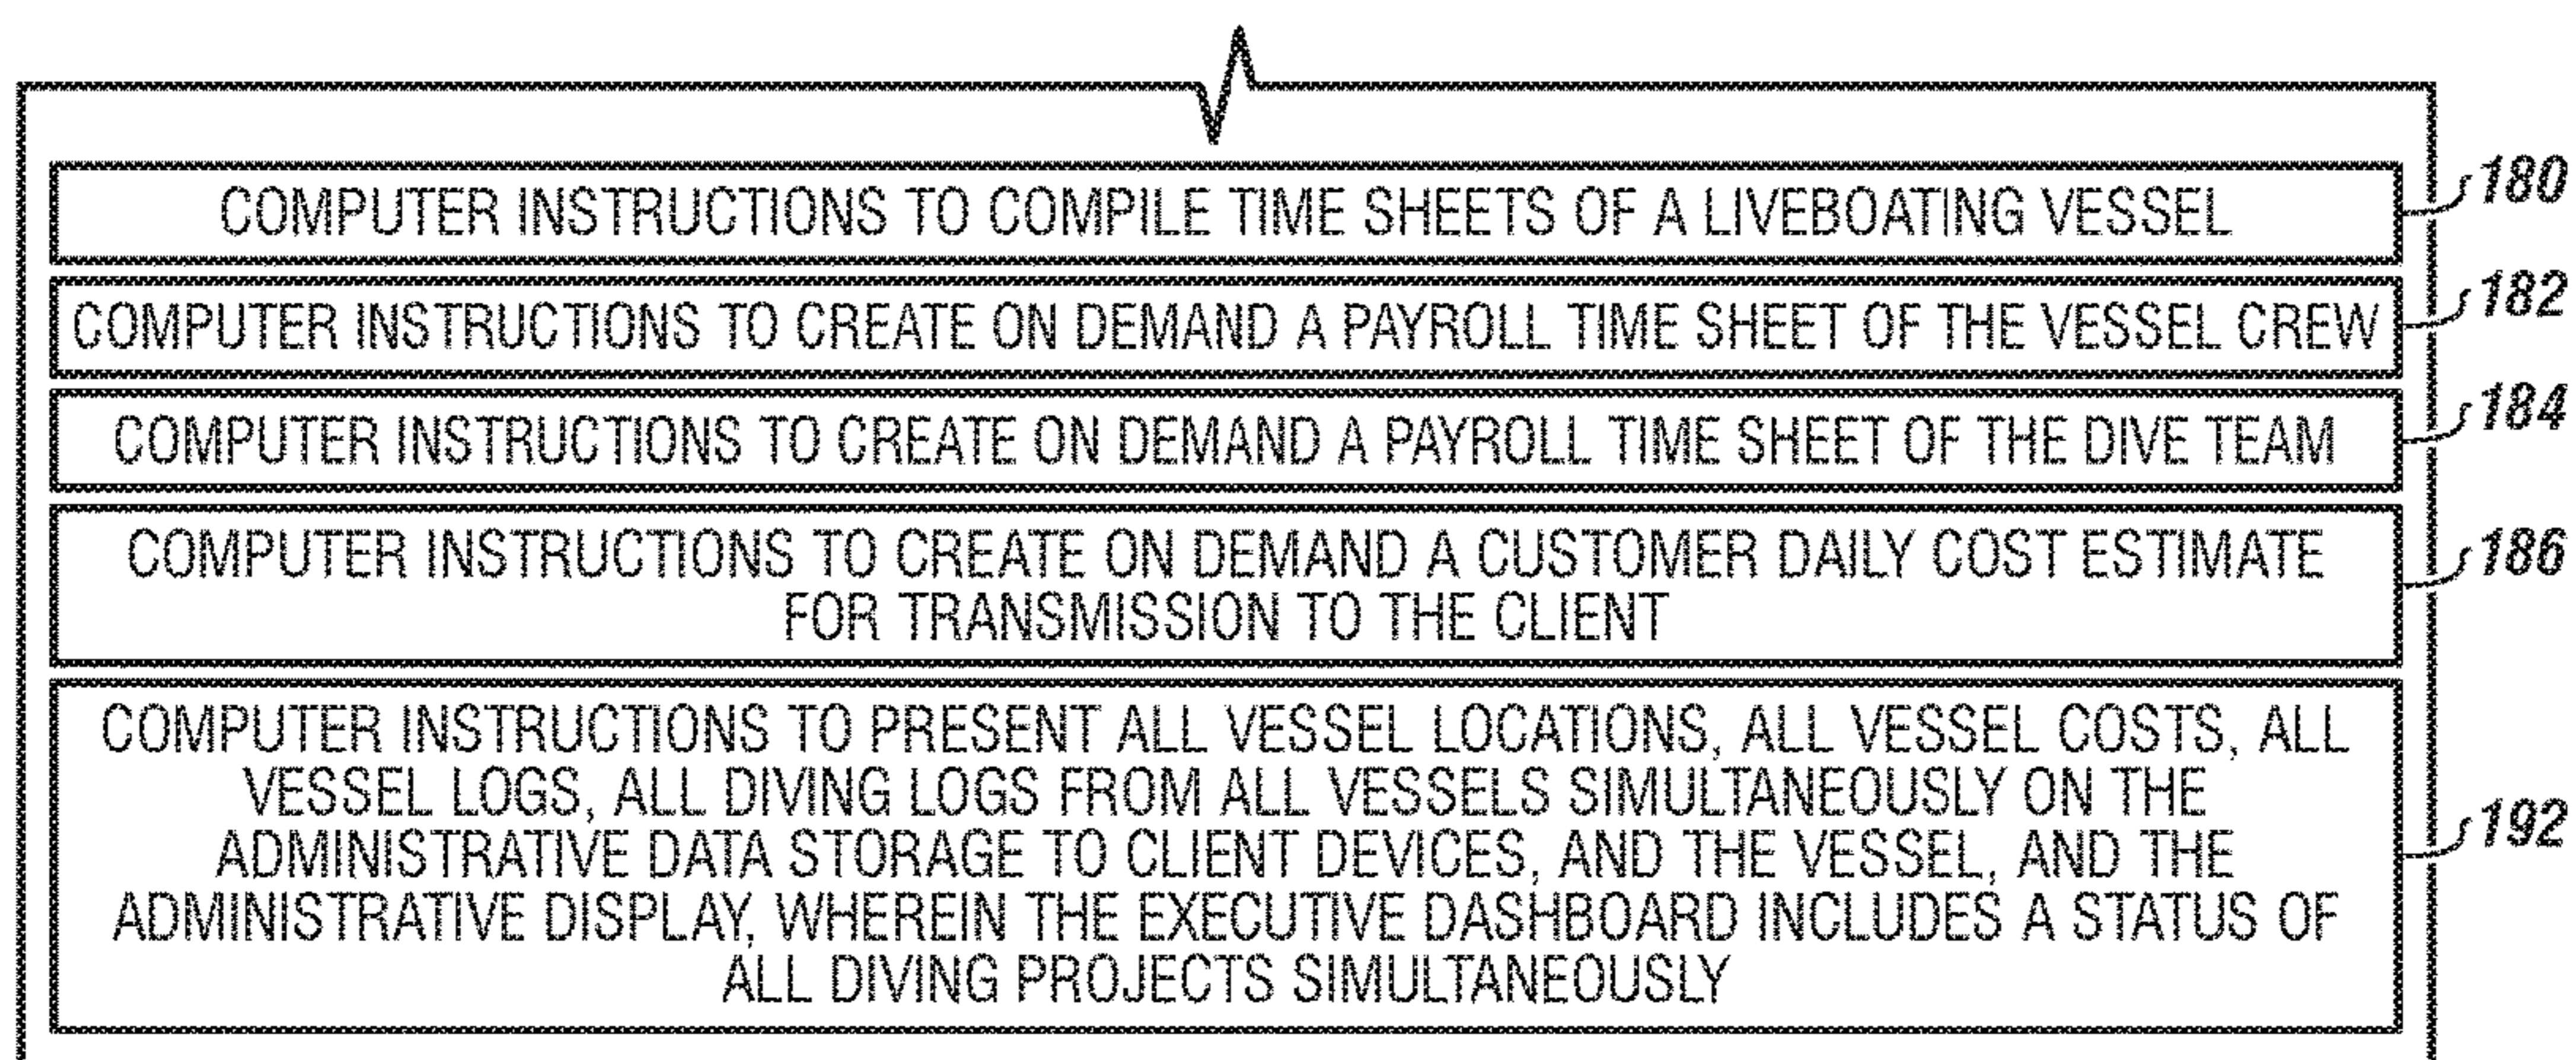 COMPUTER INSTRUCTIONS TO COMPILE TIME SHEETS OF A LIVEBOATING VESSEL
180
COMPUTER INSTRUCTIONS TO CREATE ON DEMAND A PAYROLL TIME SHEET OF THE VESSEL CREW
182
COMPUTER INSTRUCTIONS TO CREATE ON DEMAND A PAYROLL TIME SHEET OF THE DIVE TEAM
184
COMPUTER INSTRUCTIONS TO CREATE ON DEMAND A CUSTOMER DAILY COST ESTIMATE
FOR TRANSMISSION TO THE CLIENT
186
COMPUTER INSTRUCTIONS TO PRESENT ALL VESSEL LOCATIONS, ALL VESSEL COSTS, ALL
VESSEL LOGS, ALL DIVING LOGS FROM ALL VESSELS SIMULTANEOUSLY ON THE
ADMINISTRATIVE DATA STORAGE TO CLIENT DEVICES, AND THE VESSEL, AND THE
ADMINISTRATIVE DISPLAY, WHEREIN THE EXECUTIVE DASHBOARD INCLUDES A STATUS OF
ALL DIVING PROJECTS SIMULTANEOUSLY
192